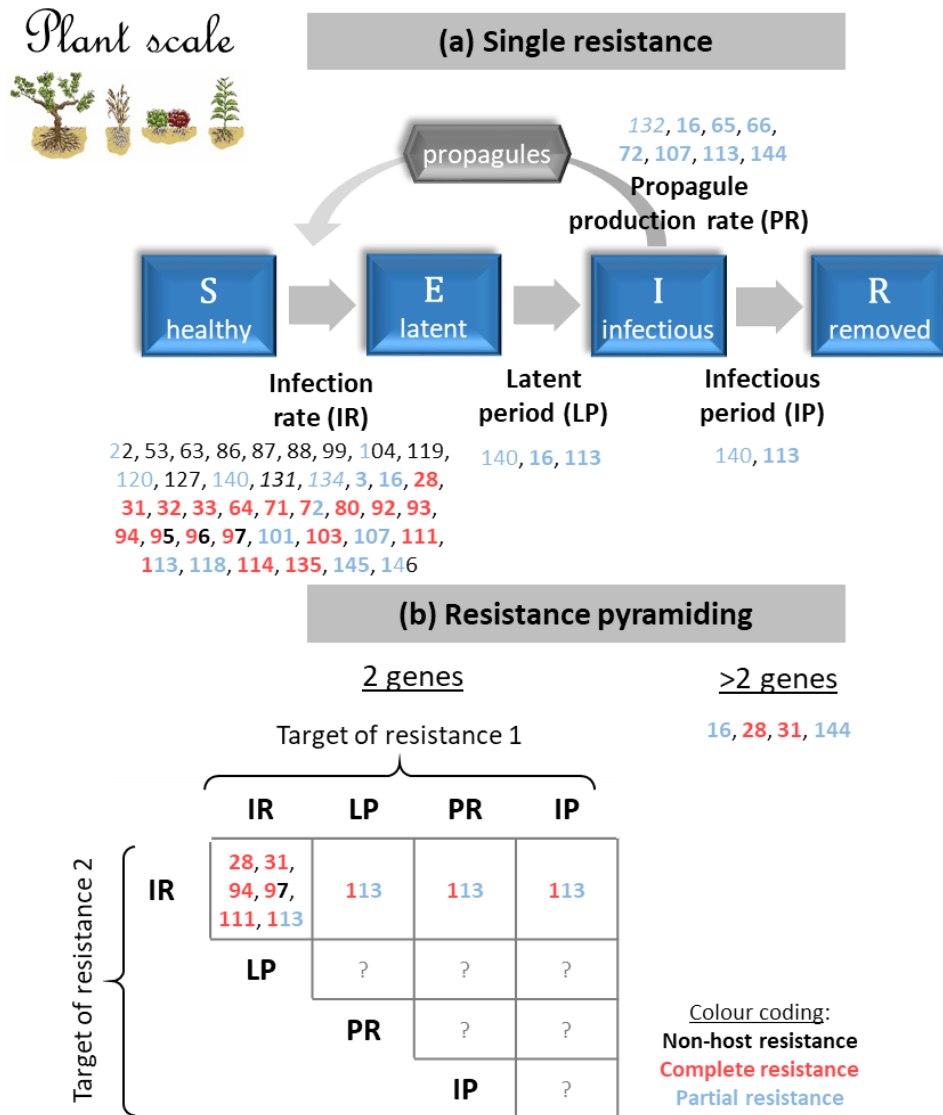 Plant scale
(a) Single resistance
132, 16, 65, 66,
72, 107, 113, 144
propagules
Propagule
production rate (PR)
S
healthy
E
latent
I
infectious
R
removed
Infection
rate (IR)
Latent
period (LP)
Infectious
period (IP)
22, 53, 63, 86, 87, 88, 99, 104, 119,
120, 127, 140, 131, 134, 3, 16, 28,
31, 32, 33, 64, 71, 72, 80, 92, 93,
94, 95, 96, 97, 101, 103, 107, 111,
113, 118, 114, 135, 145, 146
140, 16, 113
140, 113
(b) Resistance pyramiding
2 genes
>2 genes
16, 28, 31, 144
Target of resistance 1
IR LP PR IP
Target of resistance 2
IR
28, 31,
94, 97,
111, 113
113
113
113
LP
? ? ?
PR
? ?
IP
?
Colour coding:
Non-host resistance
Complete resistance
Partial resistance